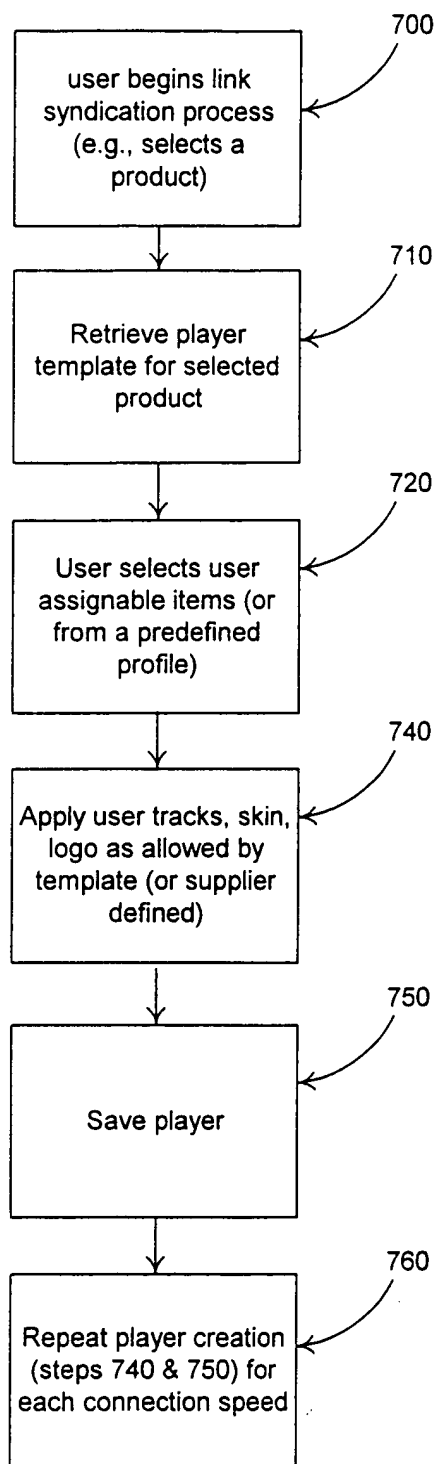 700
user begins link
syndication process
(e.g., selects a
product)
710
Retrieve player
template for selected
product
720
User selects user
assignable items (or
from a predefined
profile)
740
Apply user tracks, skin,
logo as allowed by
template (or supplier
defined)
750
Save player
760
Repeat player creation
(steps 740 & 750) for
each connection speed